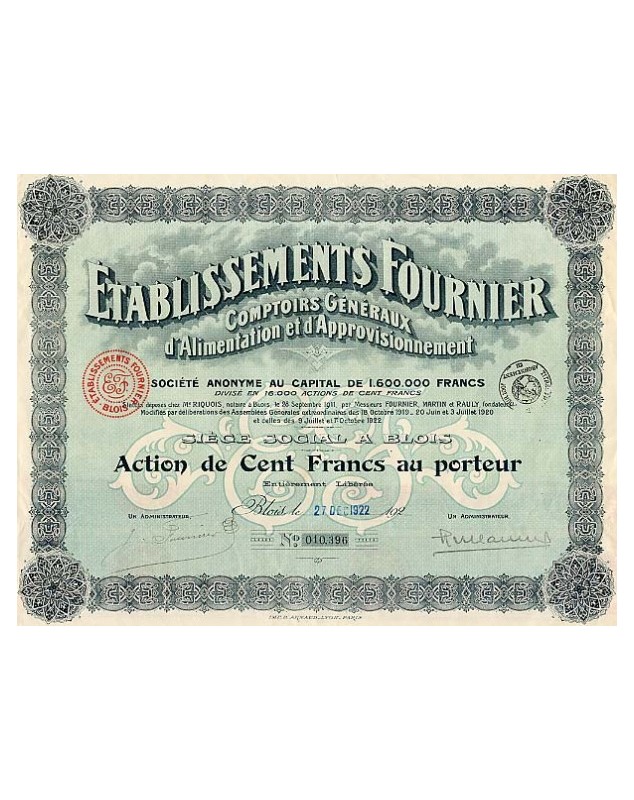 ETABLISSEMENTS FOURNIER
COMPTOIRS GÉNÉRAUX
d'Alimentation et d'Approvisionnement
ETABLISSEMENTS FOURNIER
BLOIS
SOCIÉTÉ ANONYME AU CAPITAL DE 1.600.000 FRANCS
DIVISÉ EN 16.000 ACTIONS DE CENT FRANCS
Statuts déposés chez Me RIQUOIS, notaire à Blois, le 26 Septembre 1911, par Messieurs FOURNIER, MARTIN et RAULY, fondateurs
Modifiés par délibérations des Assemblées Générales extraordinaires des 18 Octobre 1919, 20 Juin et 3 Juillet 1920
et celles des 9 Juillet et 7 Octobre 1922
SIÈGE SOCIAL A BLOIS
Action de Cent Francs au porteur
Entièrement Libérée
Blois, le 27 DEC 1922 192
UN ADMINISTRATEUR,
UN ADMINISTRATEUR,
No 010,396
IMP. B. ARNAUD, LYON, PARIS